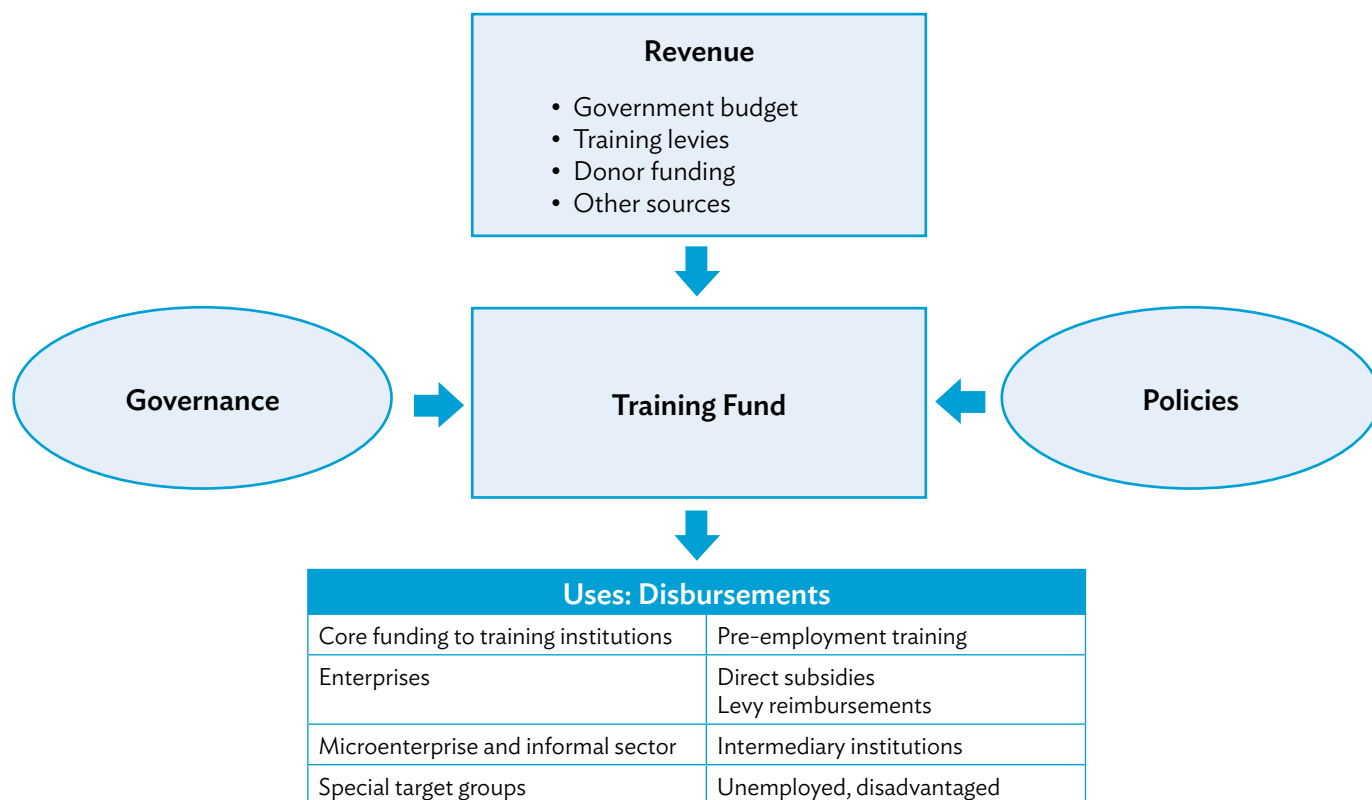 Revenue
• Government budget
• Training levies
• Donor funding
• Other sources
Governance
Training Fund
Policies
Uses: Disbursements
Core funding to training institutions
Pre-employment training
Enterprises
Direct subsidies
Levy reimbursements
Microenterprise and informal sector
Intermediary institutions
Special target groups
Unemployed, disadvantaged